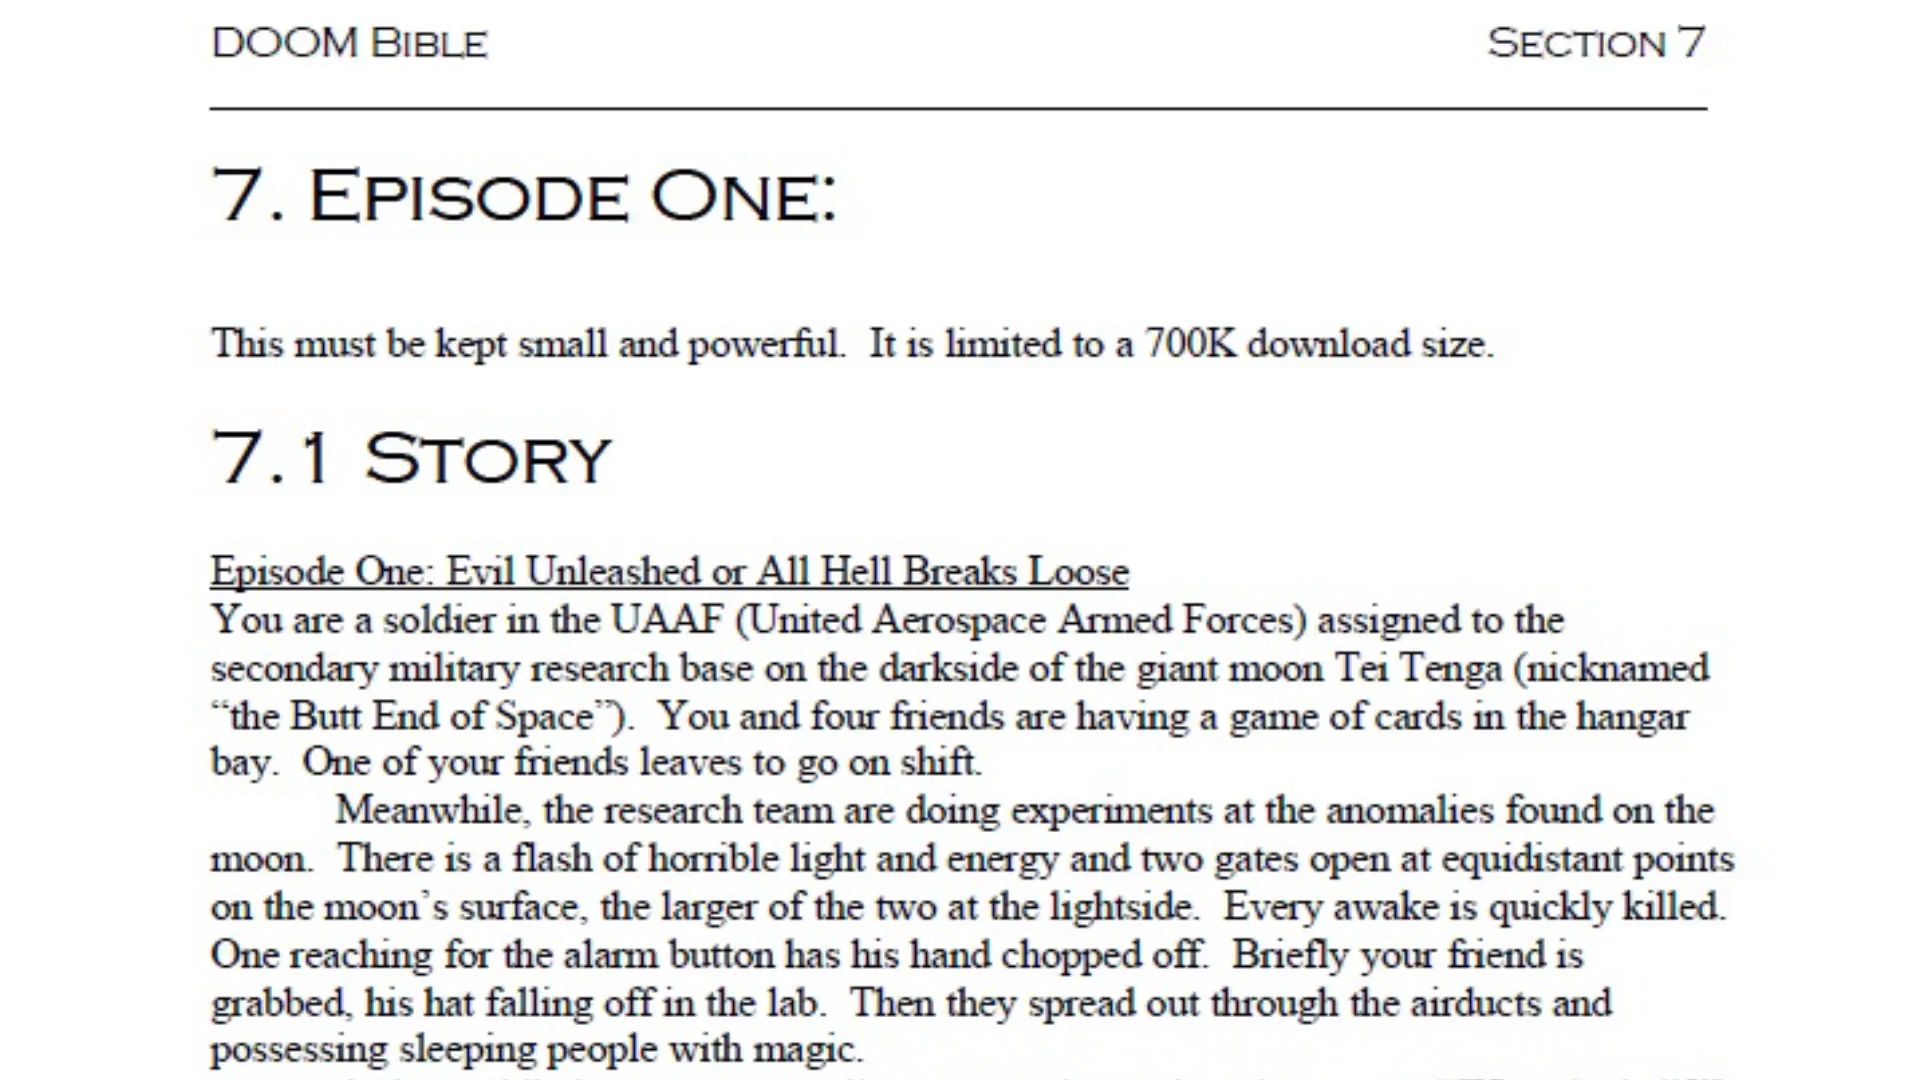 DOOM BIBLE
SECTION 7
7. EPISODE ONE:
This must be kept small and powerful.  It is limited to a 700K download size.
7.1 STORY
Episode One: Evil Unleashed or All Hell Breaks Loose
You are a soldier in the UAAF (United Aerospace Armed Forces) assigned to the
secondary military research base on the darkside of the giant moon Tei Tenga (nicknamed
“the Butt End of Space”).  You and four friends are having a game of cards in the hangar
bay.  One of your friends leaves to go on shift.
Meanwhile, the research team are doing experiments at the anomalies found on the
moon.  There is a flash of horrible light and energy and two gates open at equidistant points
on the moon’s surface, the larger of the two at the lightside.  Every awake is quickly killed.
One reaching for the alarm button has his hand chopped off.  Briefly your friend is
grabbed, his hat falling off in the lab.  Then they spread out through the airducts and
possessing sleeping people with magic.